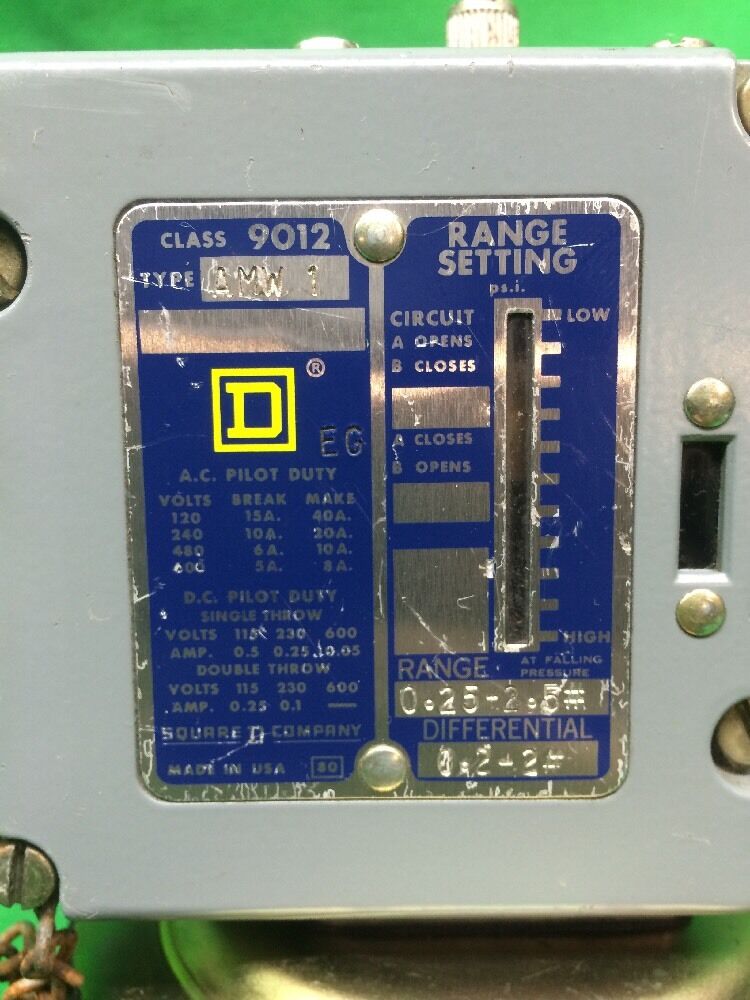 CLASS 9012
TYPE AMW 1
D ®
EG
A.C. PILOT DUTY
VOLTS BREAK MAKE
120 15A. 40A.
240 10A. 20A.
480 6A. 10A.
600 5A. 8A.
D.C. PILOT DUTY
SINGLE THROW
VOLTS 115 230 600
AMP. 0.5 0.25 0.05
DOUBLE THROW
VOLTS 115 230 600
AMP. 0.25 0.1 —
SQUARE D COMPANY
MADE IN USA 80
RANGE
SETTING
ps.i.
CIRCUIT LOW
A OPENS
B CLOSES
A CLOSES
B OPENS
HIGH
RANGE AT FALLING
PRESSURE
0.25-2.5#
DIFFERENTIAL
0.2-2#